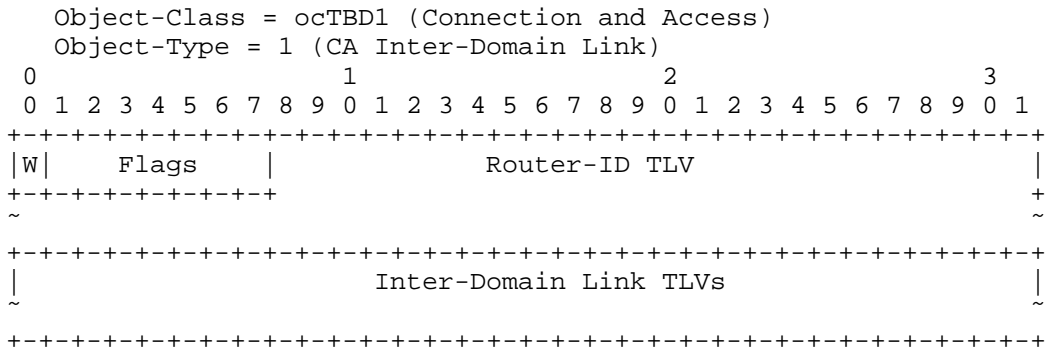 Object-Class = ocTBD1 (Connection and Access)
   Object-Type = 1 (CA Inter-Domain Link)
 0                   1                   2                   3
 0 1 2 3 4 5 6 7 8 9 0 1 2 3 4 5 6 7 8 9 0 1 2 3 4 5 6 7 8 9 0 1
+-+-+-+-+-+-+-+-+-+-+-+-+-+-+-+-+-+-+-+-+-+-+-+-+-+-+-+-+-+-+-+-+
|W|    Flags    |             Router-ID TLV                     |
+-+-+-+-+-+-+-+-+                                               +
~                                                               ~
+-+-+-+-+-+-+-+-+-+-+-+-+-+-+-+-+-+-+-+-+-+-+-+-+-+-+-+-+-+-+-+-+
|                      Inter-Domain Link TLVs                   |
~                                                               ~
+-+-+-+-+-+-+-+-+-+-+-+-+-+-+-+-+-+-+-+-+-+-+-+-+-+-+-+-+-+-+-+-+